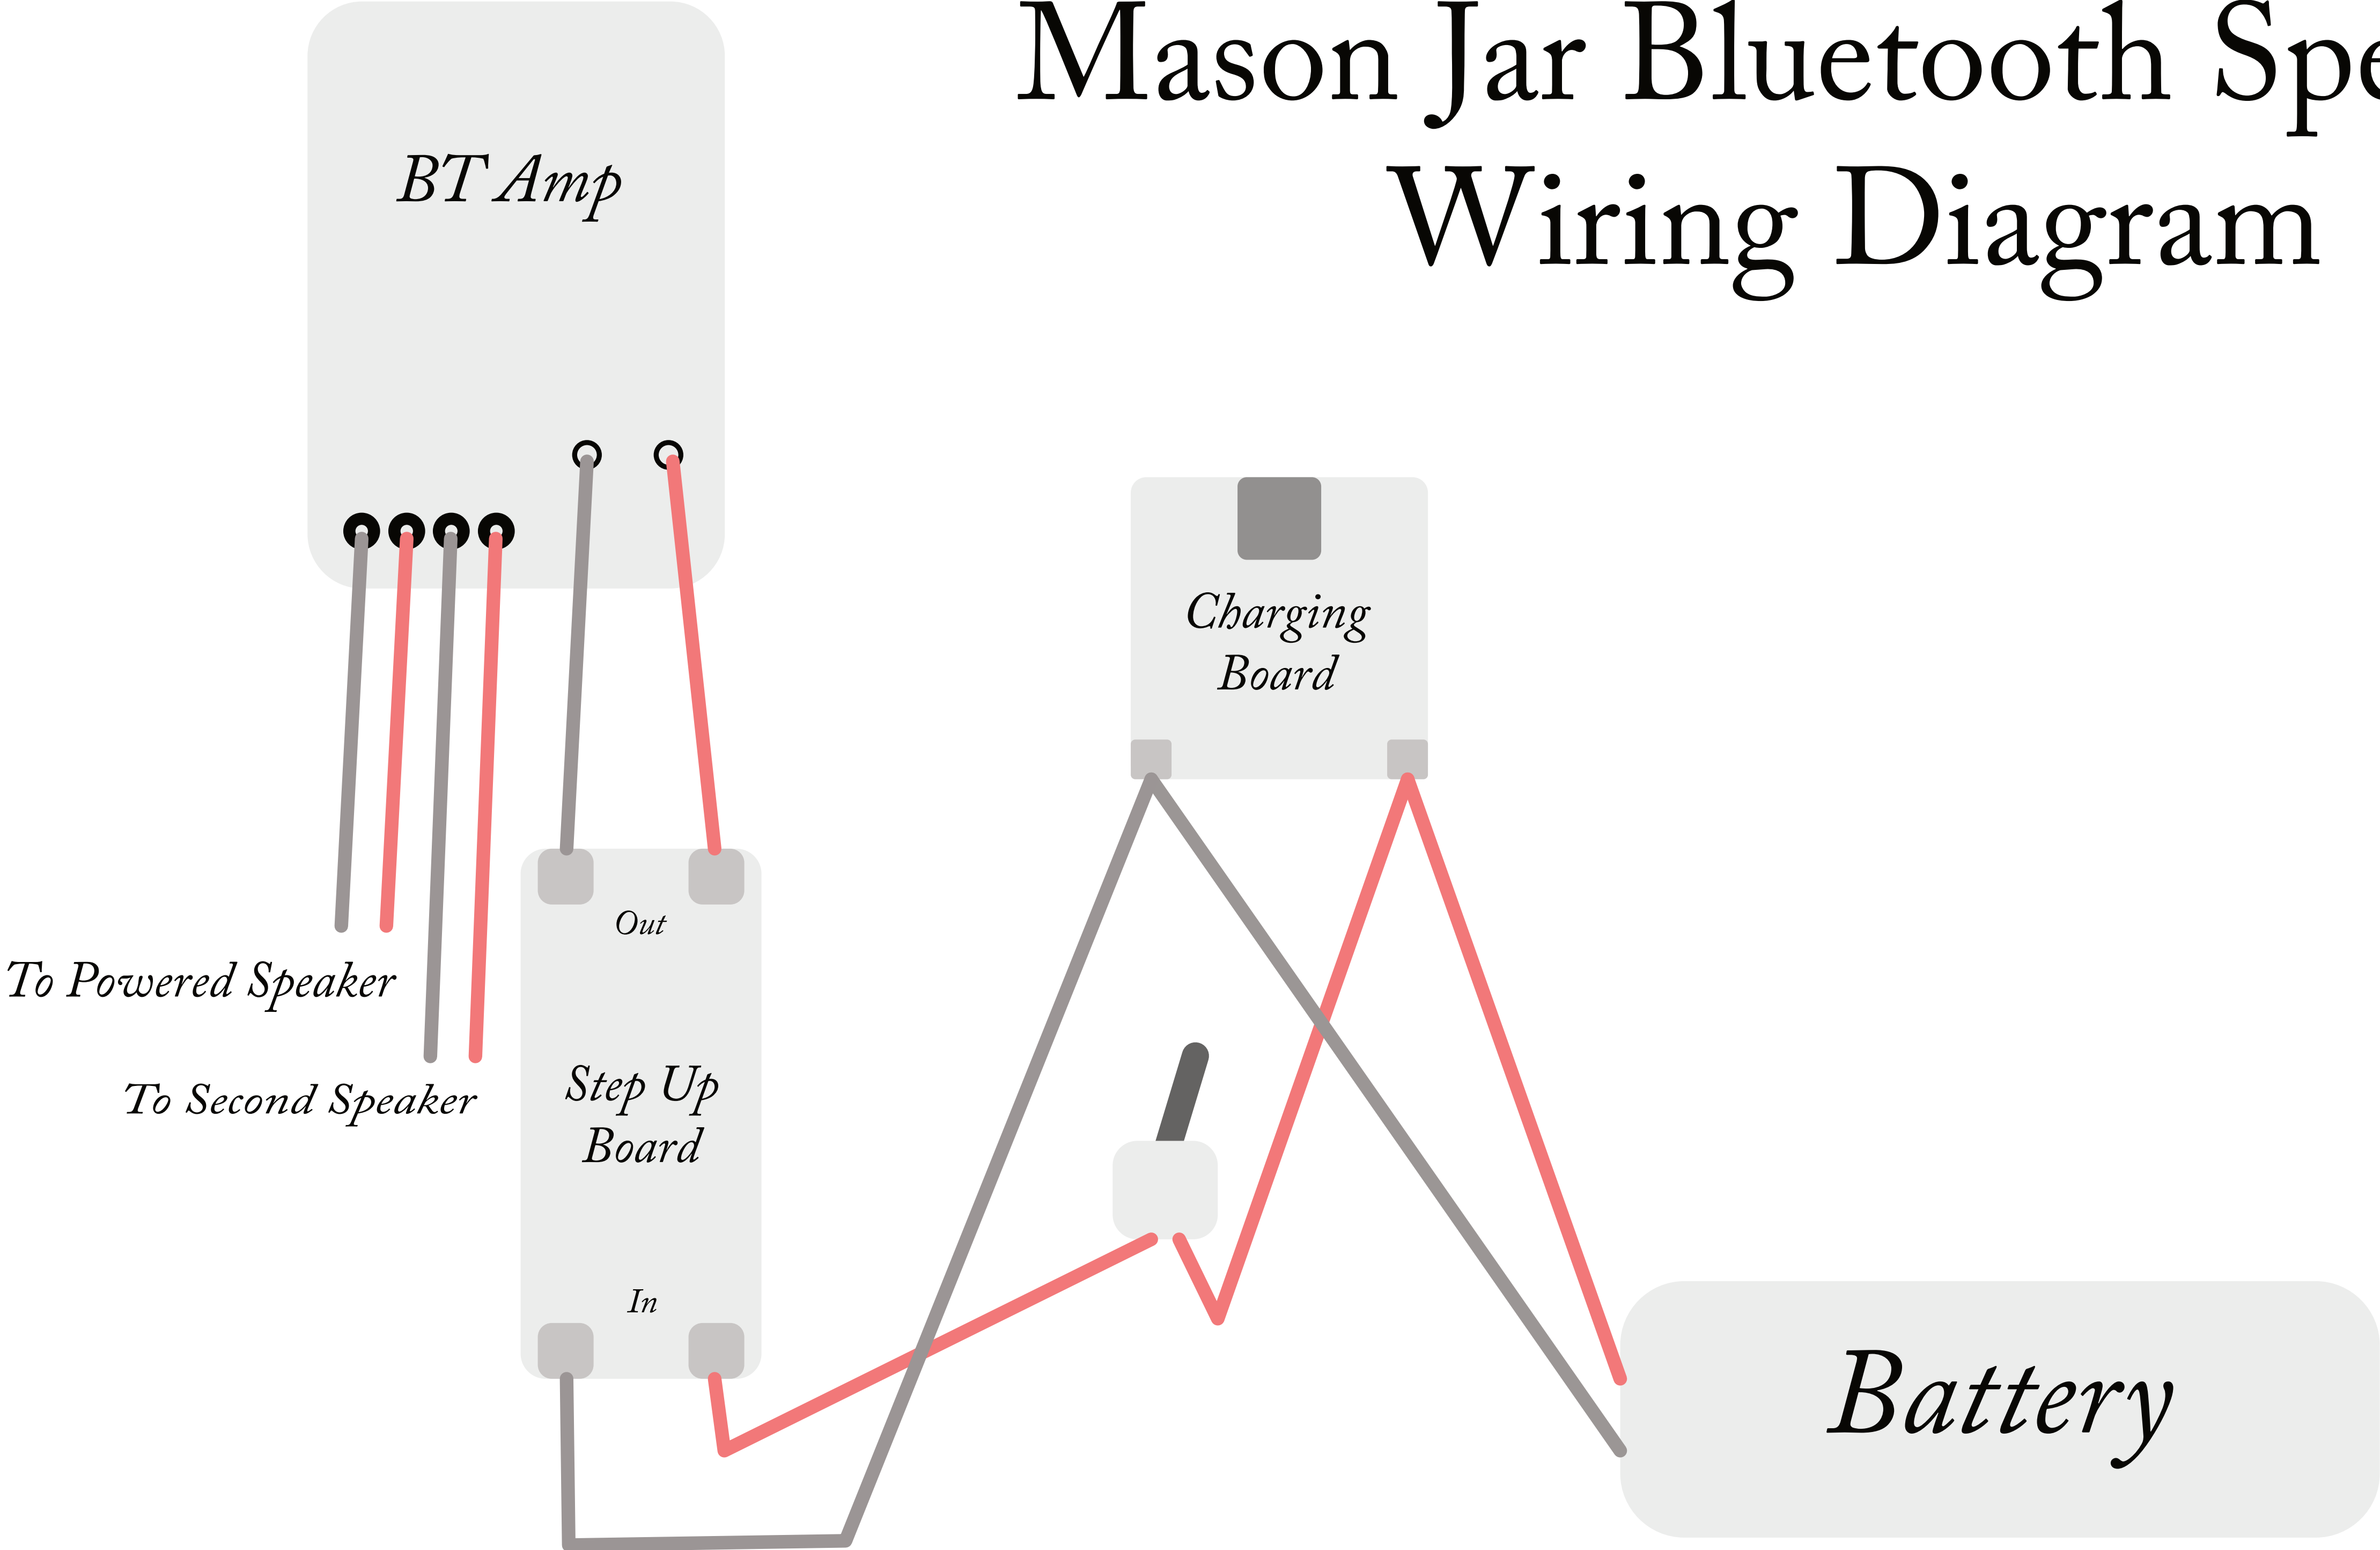 Mason Jar Bluetooth Spe
Wiring Diagram
BT Amp
Charging
Board
Out
To Powered Speaker
Step Up
Board
To Second Speaker
In
Battery